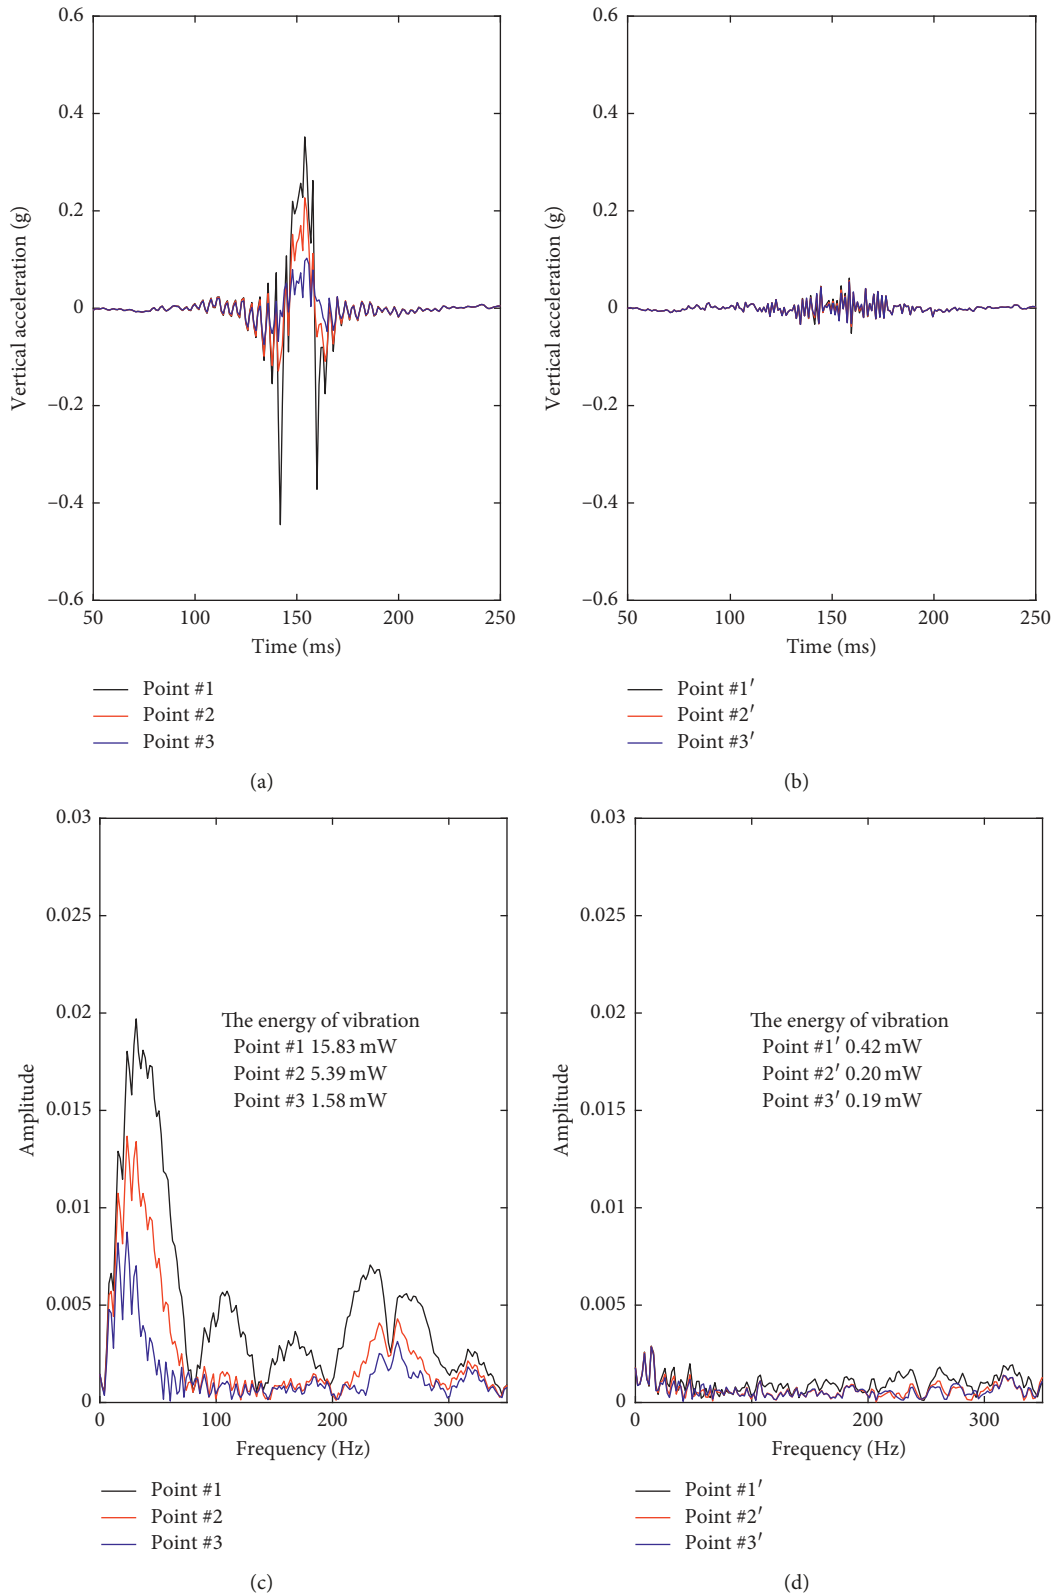 0.6
0.4
0.2
0
−0.2
−0.4
−0.6
Vertical acceleration (g)
50 100 150 200 250
Time (ms)
Point #1
Point #2
Point #3
(a)
0.6
0.4
0.2
0
−0.2
−0.4
−0.6
Vertical acceleration (g)
50 100 150 200 250
Time (ms)
Point #1′
Point #2′
Point #3′
(b)
0.03
0.025
0.02
0.015
0.01
0.005
0
Amplitude
The energy of vibration
Point #1 15.83 mW
Point #2 5.39 mW
Point #3 1.58 mW
0 100 200 300
Frequency (Hz)
Point #1
Point #2
Point #3
(c)
0.03
0.025
0.02
0.015
0.01
0.005
0
Amplitude
The energy of vibration
Point #1′ 0.42 mW
Point #2′ 0.20 mW
Point #3′ 0.19 mW
0 100 200 300
Frequency (Hz)
Point #1′
Point #2′
Point #3′
(d)